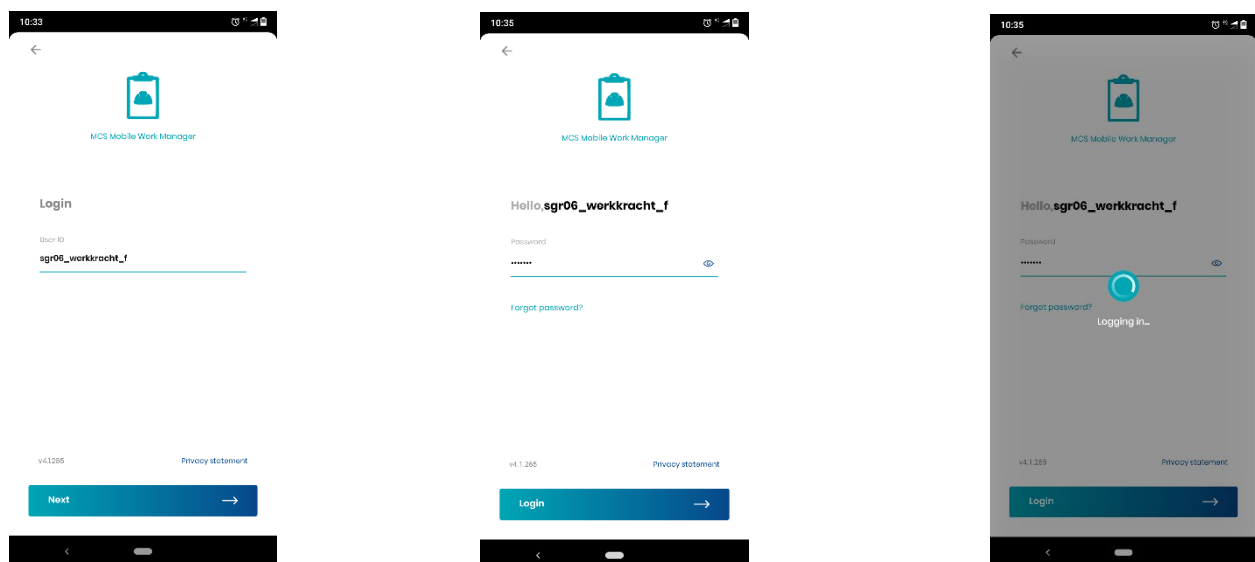 10:33
MCS Mobile Work Manager
Login
User ID
sgr06_werkkracht_f
v4.1.265
Privacy statement
Next
10:35
MCS Mobile Work Manager
Hello,sgr06_werkkracht_f
Password
•••••••
Forgot password?
v4.1.265
Privacy statement
Login
10:35
MCS Mobile Work Manager
Hello,sgr06_werkkracht_f
Password
•••••••
Forgot password?
Logging in...
v4.1.265
Privacy statement
Login